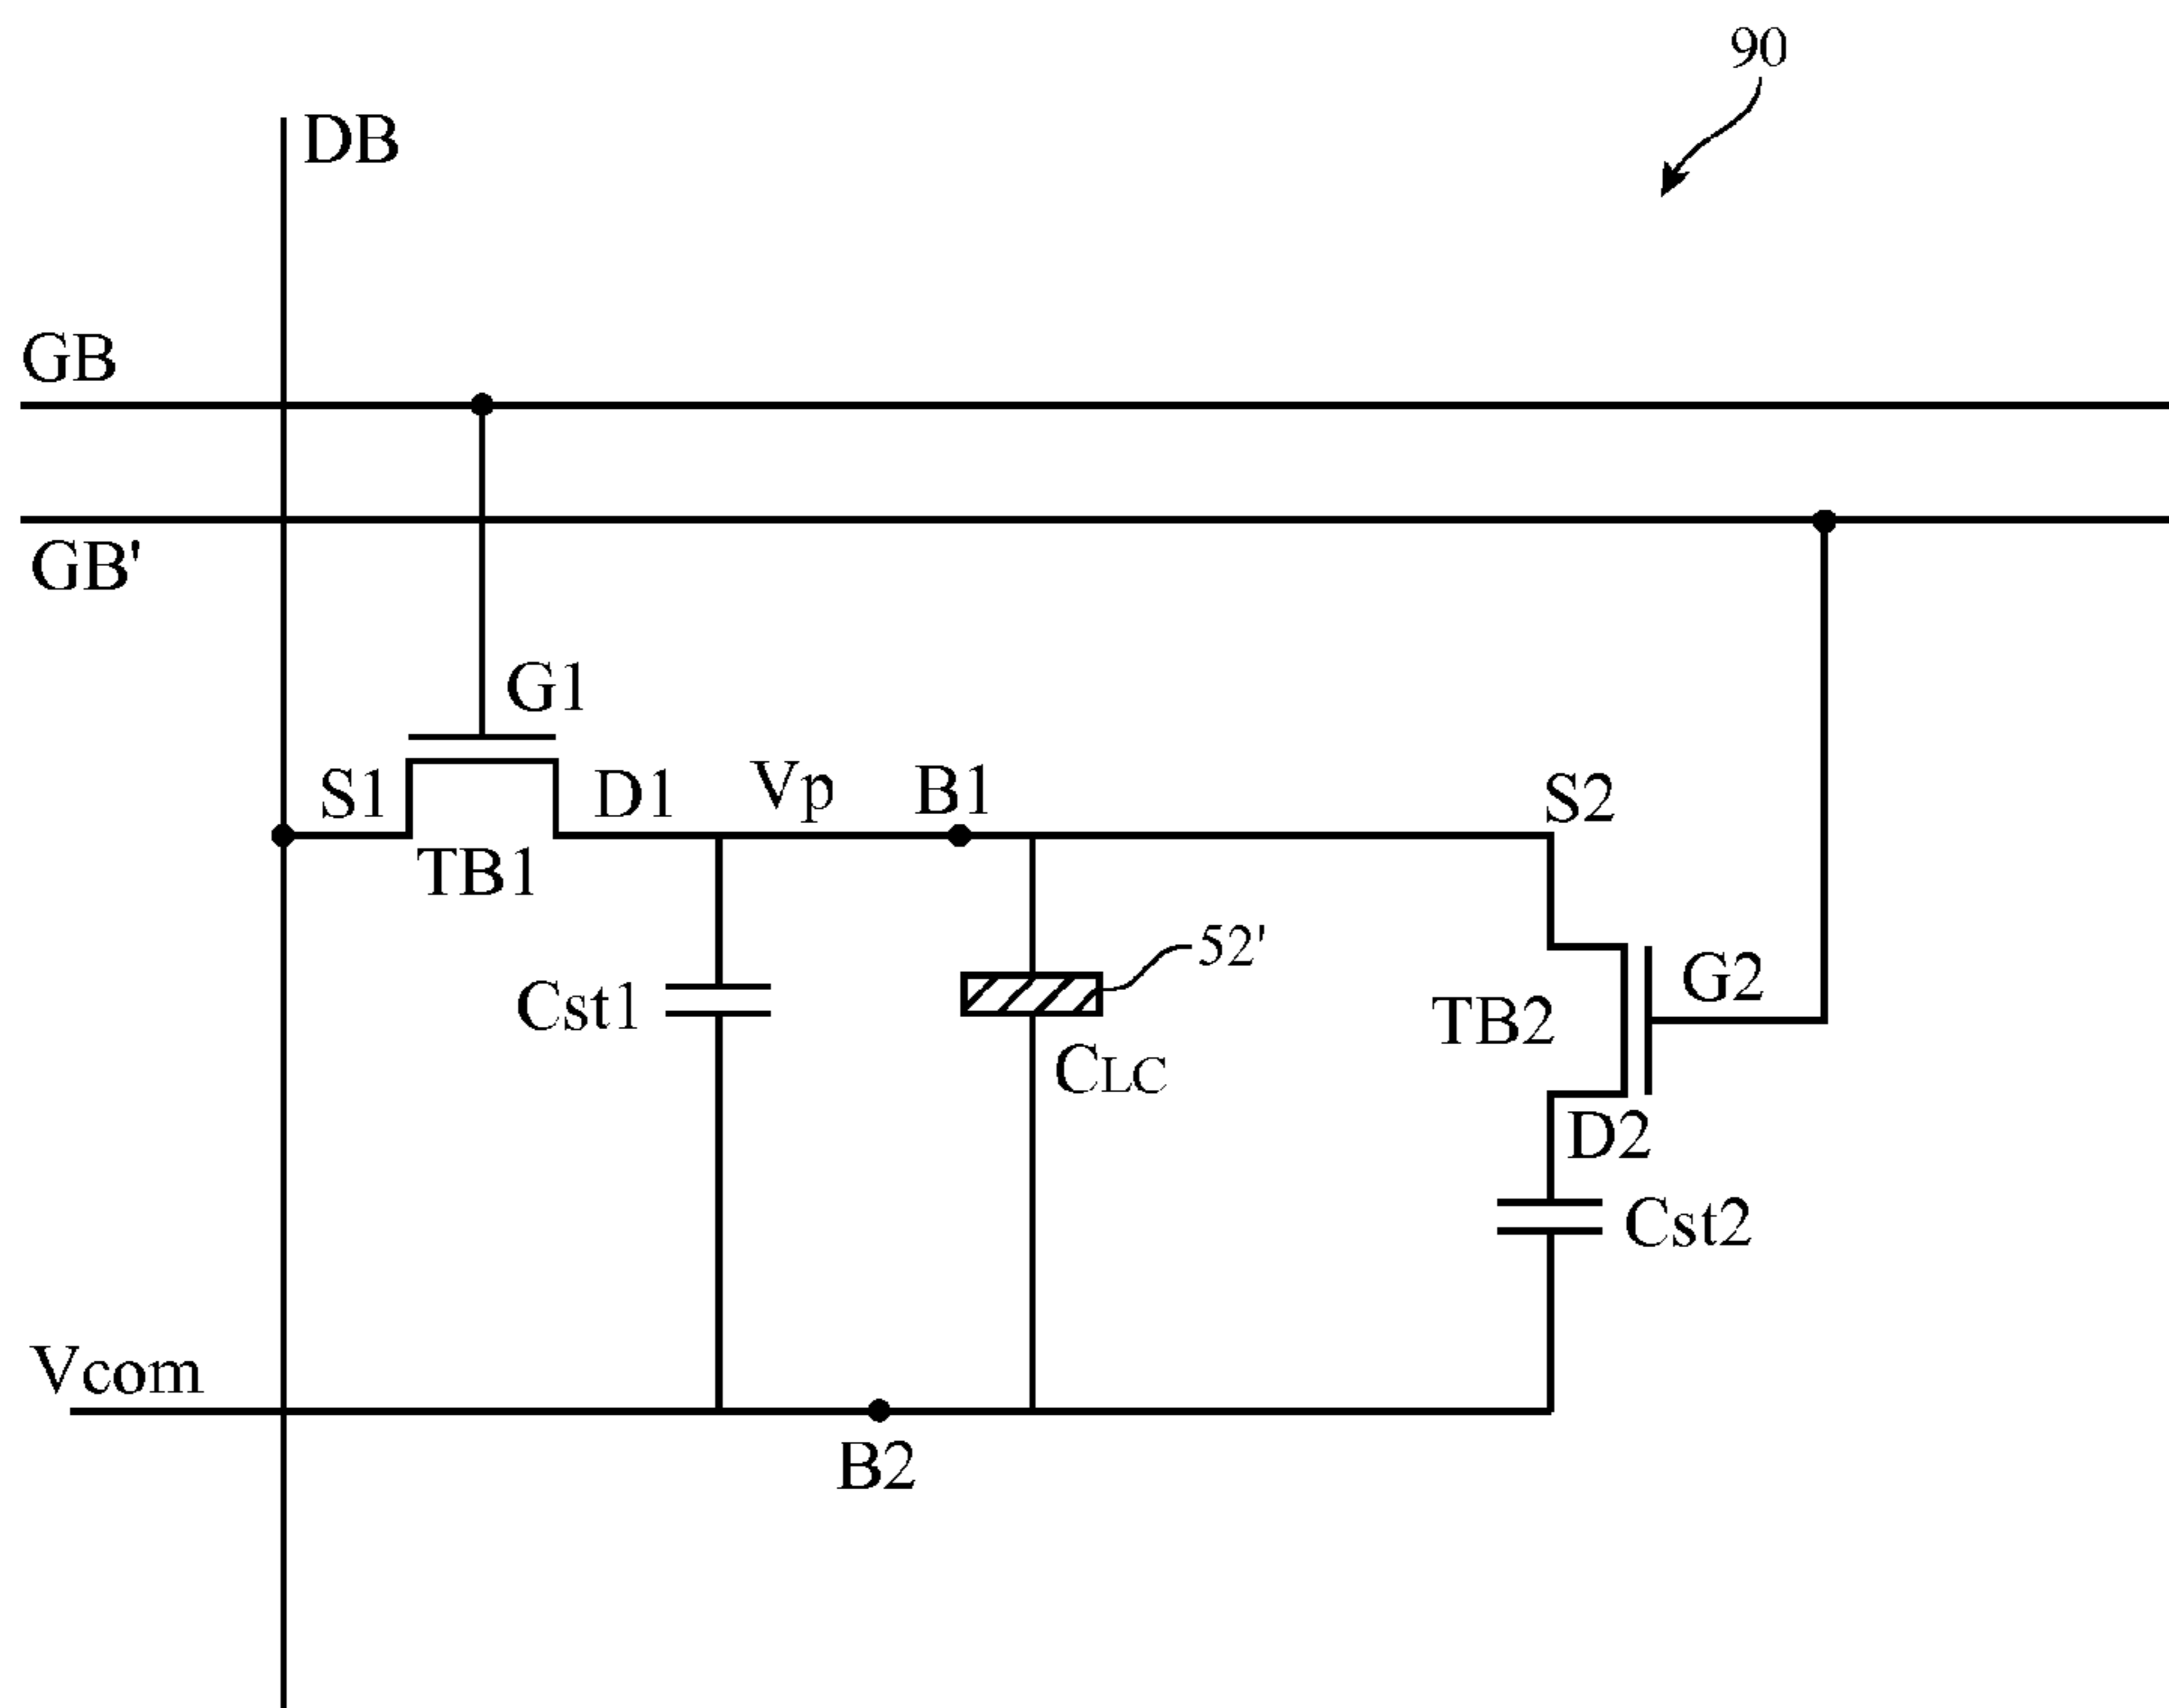 90
DB
GB
GB'
G1
S1
D1
Vp
B1
S2
TB1
52'
Cst1
TB2
G2
CLC
D2
Cst2
Vcom
B2